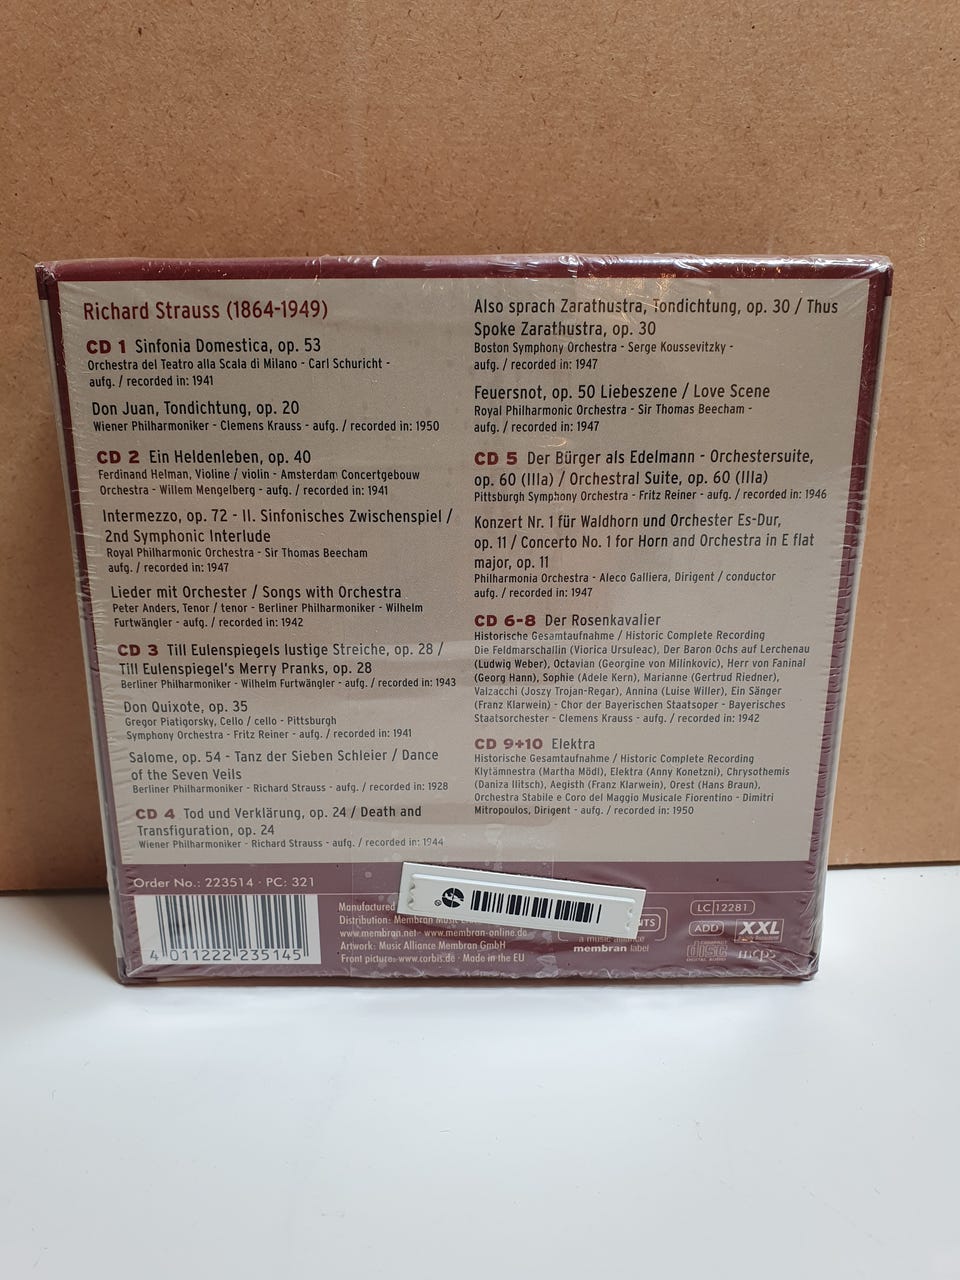 Richard Strauss (1864-1949)
CD 1 Sinfonia Domestica, op. 53
Orchestra del Teatro alla Scala di Milano - Carl Schuricht -
aufg. / recorded in: 1941
Don Juan, Tondichtung, op. 20
Wiener Philharmoniker - Clemens Krauss - aufg. / recorded in: 1950
CD 2 Ein Heldenleben, op. 40
Ferdinand Helman, Violine / violin - Amsterdam Concertgebouw
Orchestra - Willem Mengelberg - aufg. / recorded in: 1941
Intermezzo, op. 72 - II. Sinfonisches Zwischenspiel /
2nd Symphonic Interlude
Royal Philharmonic Orchestra - Sir Thomas Beecham
aufg. / recorded in: 1947
Lieder mit Orchester / Songs with Orchestra
Peter Anders, Tenor / tenor - Berliner Philharmoniker - Wilhelm
Furtwängler - aufg. / recorded in: 1942
CD 3 Till Eulenspiegels lustige Streiche, op. 28 /
Till Eulenspiegel's Merry Pranks, op. 28
Berliner Philharmoniker - Wilhelm Furtwängler - aufg. / recorded in: 1943
Don Quixote, op. 35
Gregor Piatigorsky, Cello / cello - Pittsburgh
Symphony Orchestra - Fritz Reiner - aufg. / recorded in: 1941
Salome, op. 54 - Tanz der Sieben Schleier / Dance
of the Seven Veils
Berliner Philharmoniker - Richard Strauss - aufg. / recorded in: 1928
CD 4 Tod und Verklärung, op. 24 / Death and
Transfiguration, op. 24
Wiener Philharmoniker - Richard Strauss - aufg. / recorded in: 1944
Also sprach Zarathustra, Tondichtung, op. 30 / Thus
Spoke Zarathustra, op. 30
Boston Symphony Orchestra - Serge Koussevitzky -
aufg. / recorded in: 1947
Feuersnot, op. 50 Liebeszene / Love Scene
Royal Philharmonic Orchestra - Sir Thomas Beecham -
aufg. / recorded in: 1947
CD 5 Der Bürger als Edelmann - Orchestersuite,
op. 60 (IIIa) / Orchestral Suite, op. 60 (IIIa)
Pittsburgh Symphony Orchestra - Fritz Reiner - aufg. / recorded in: 1946
Konzert Nr. 1 für Waldhorn und Orchester Es-Dur,
op. 11 / Concerto No. 1 for Horn and Orchestra in E flat
major, op. 11
Philharmonia Orchestra - Aleco Galliera, Dirigent / conductor
aufg. / recorded in: 1947
CD 6-8 Der Rosenkavalier
Historische Gesamtaufnahme / Historic Complete Recording
Die Feldmarschallin (Viorica Ursuleac), Der Baron Ochs auf Lerchenau
(Ludwig Weber), Octavian (Georgine von Milinkovic), Herr von Faninal
(Georg Hann), Sophie (Adele Kern), Marianne (Gertrud Riedner),
Valzacchi (Joszy Trojan-Regar), Annina (Luise Willer), Ein Sänger
(Franz Klarwein) - Chor der Bayerischen Staatsoper - Bayerisches
Staatsorchester - Clemens Krauss - aufg. / recorded in: 1942
CD 9+10 Elektra
Historische Gesamtaufnahme / Historic Complete Recording
Klytämnestra (Martha Mödl), Elektra (Anny Konetzni), Chrysothemis
(Daniza Ilitsch), Aegisth (Franz Klarwein), Orest (Hans Braun),
Orchestra Stabile e Coro del Maggio Musicale Fiorentino - Dimitri
Mitropoulos, Dirigent - aufg. / recorded in: 1950
Order No.: 223514 · PC: 321
4 011222 235145
Manufactured
Distribution: Membran Music
www.membran.net - www.membran-online.de
Artwork: Music Alliance Membran GmbH
Front picture: www.corbis.de · Made in the EU
a music alliance
membran label
LC 12281
ADD
XXL
COMPACT
disc
DIGITAL AUDIO
mcps